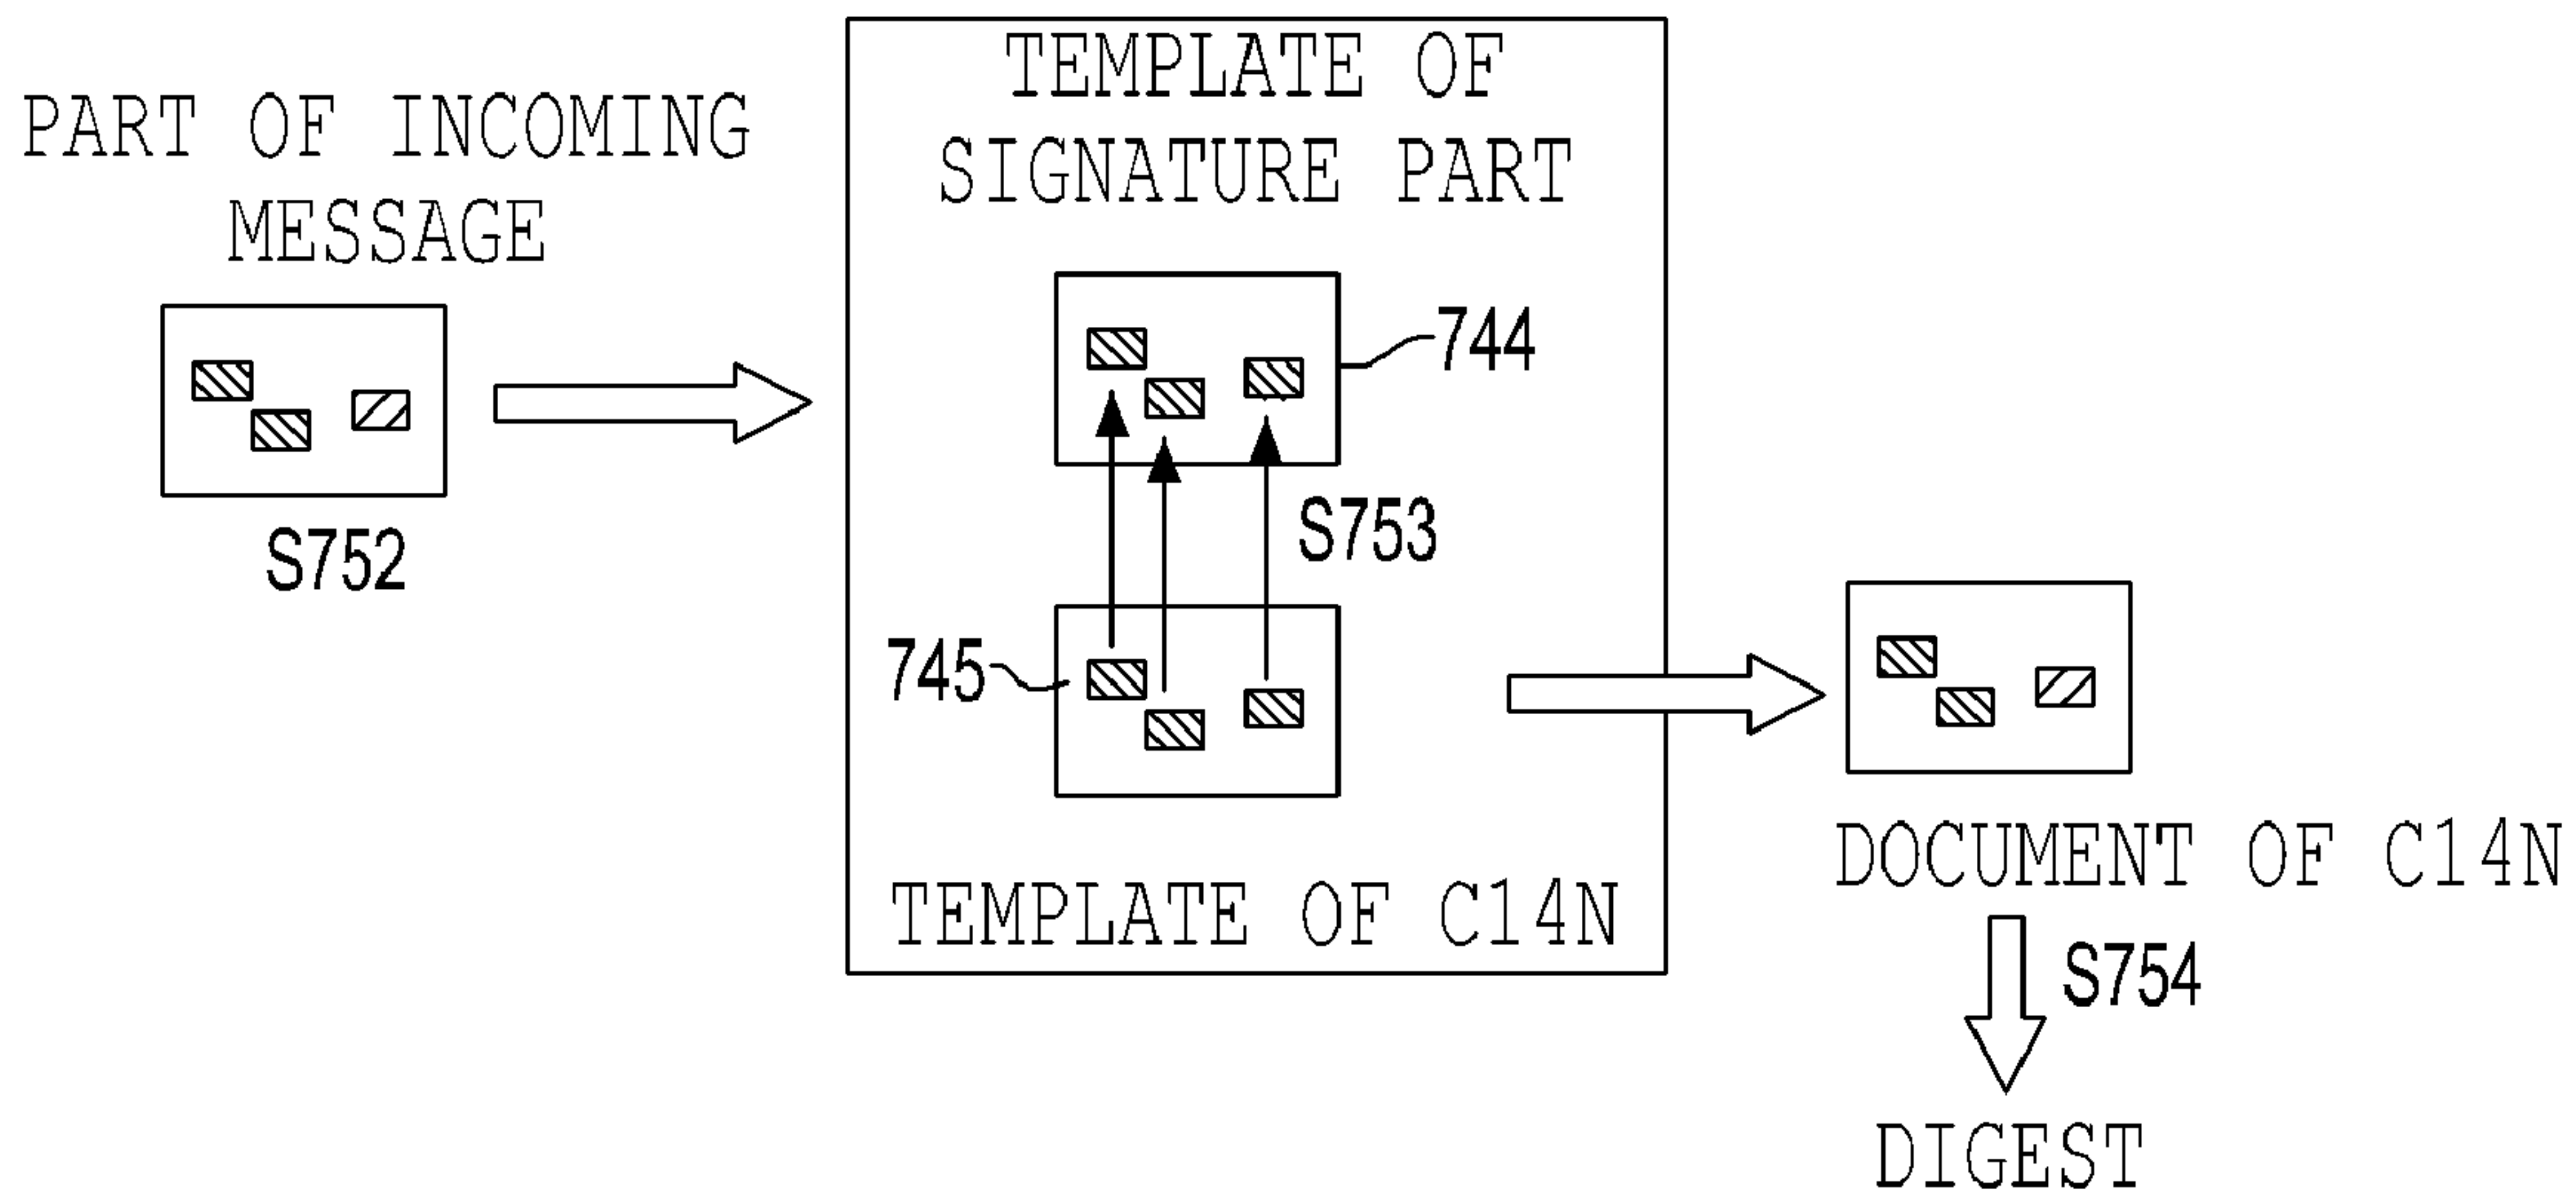 PART OF INCOMING
MESSAGE
S752
TEMPLATE OF
SIGNATURE PART
744
S753
745
TEMPLATE OF C14N
DOCUMENT OF C14N
S754
DIGEST